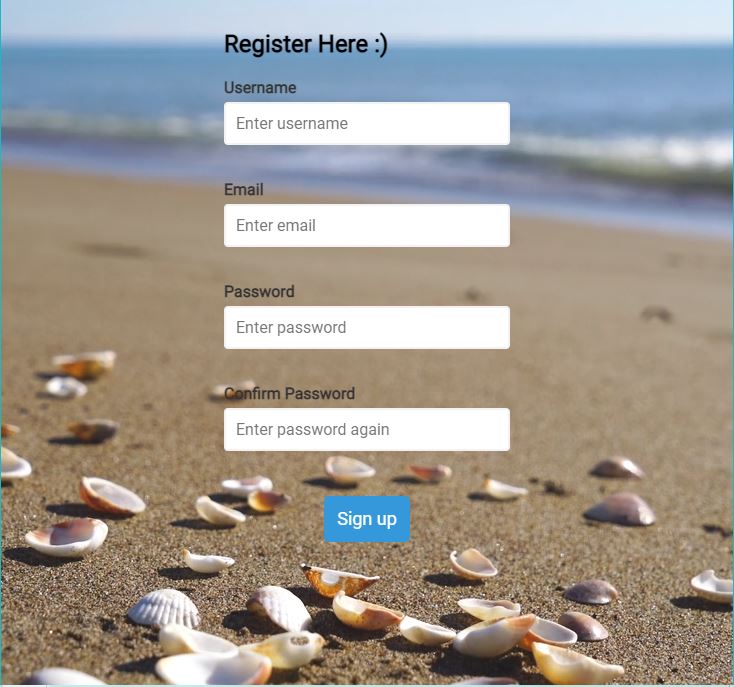 Register Here :)
Username
Enter username
Email
Enter email
Password
Enter password
Confirm Password
Enter password again
Sign up